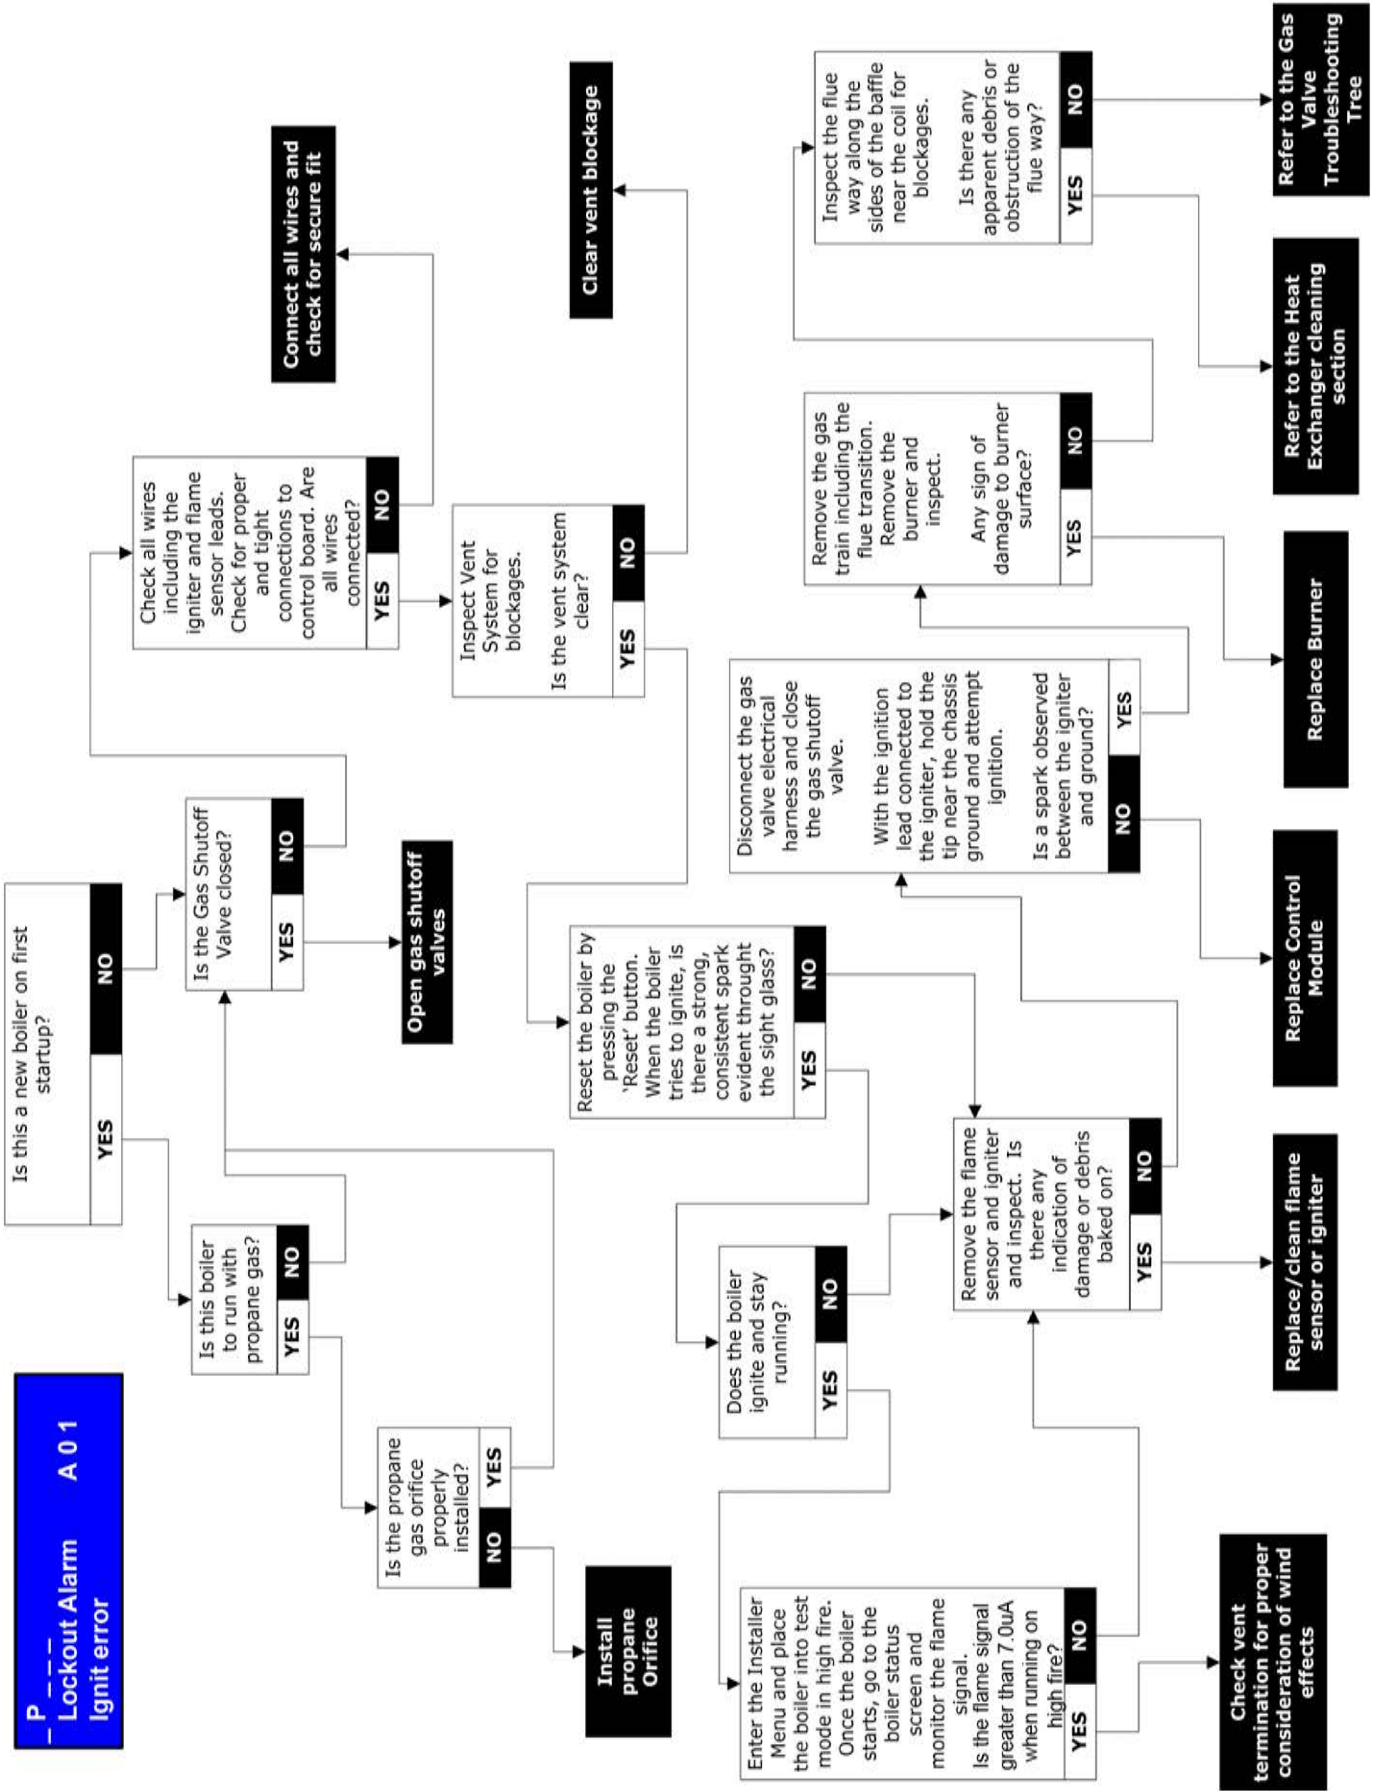 _ P _ _ _
Lockout Alarm A 0 1
Ignit error
Is this a new boiler on first
startup?
YES
NO
Is this boiler
to run with
propane gas?
YES
NO
Is the Gas Shutoff
Valve closed?
YES
NO
Check all wires
including the
igniter and flame
sensor leads.
Check for proper
and tight
connections to
control board. Are
all wires
connected?
YES
NO
Connect all wires and
check for secure fit
Is the propane
gas orifice
properly
installed?
NO
YES
Open gas shutoff
valves
Inspect Vent
System for
blockages.
Is the vent system
clear?
YES
NO
Clear vent blockage
Install
propane
Orifice
Reset the boiler by
pressing the
'Reset' button.
When the boiler
tries to ignite, is
there a strong,
consistent spark
evident throught
the sight glass?
YES
NO
Does the boiler
ignite and stay
running?
YES
NO
Enter the Installer
Menu and place
the boiler into test
mode in high fire.
Once the boiler
starts, go to the
boiler status
screen and
monitor the flame
signal.
Is the flame signal
greater than 7.0uA
when running on
high fire?
YES
NO
Remove the flame
sensor and igniter
and inspect. Is
there any
indication of
damage or debris
baked on?
YES
NO
Disconnect the gas
valve electrical
harness and close
the gas shutoff
valve.
With the ignition
lead connected to
the igniter, hold the
tip near the chassis
ground and attempt
ignition.
Is a spark observed
between the igniter
and ground?
NO
YES
Remove the gas
train including the
flue transition.
Remove the
burner and
inspect.
Any sign of
damage to burner
surface?
YES
NO
Inspect the flue
way along the
sides of the baffle
near the coil for
blockages.
Is there any
apparent debris or
obstruction of the
flue way?
YES
NO
Check vent
termination for proper
consideration of wind
effects
Replace/clean flame
sensor or igniter
Replace Control
Module
Replace Burner
Refer to the Heat
Exchanger cleaning
section
Refer to the Gas
Valve
Troubleshooting
Tree